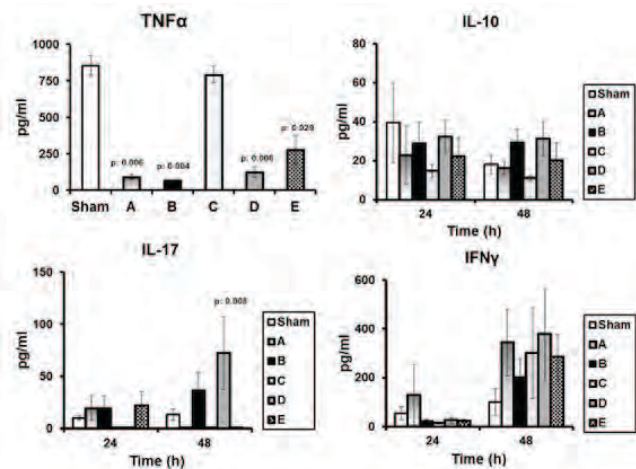 TNFα
1000
750
500
250
0
pg/ml
p: 0.006
p: 0.004
p: 0.006
p: 0.029
Sham A B C D E
IL-10
80
60
40
20
0
pg/ml
24 48
Time (h)
Sham
A
B
C
D
E
IL-17
150
100
50
0
pg/ml
p: 0.008
24 48
Time (h)
Sham
A
B
C
D
E
IFNγ
600
400
200
0
pg/ml
24 48
Time (h)
Sham
A
B
C
D
E